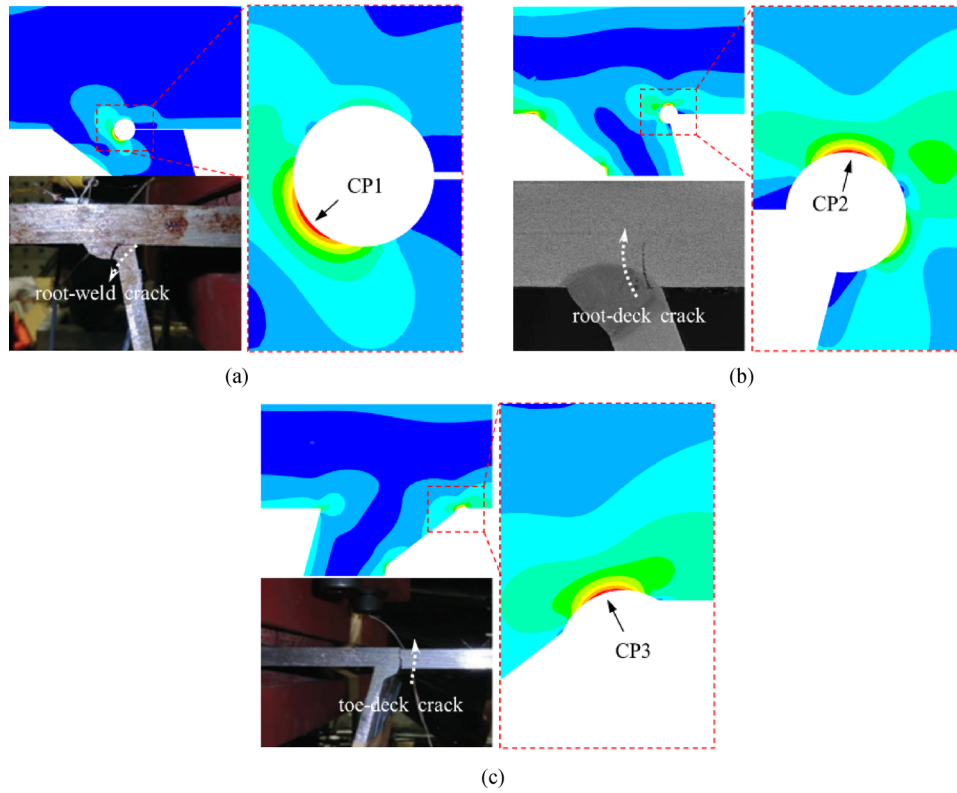 CP1
root-weld crack
(a)
CP2
root-deck crack
(b)
CP3
toe-deck crack
(c)